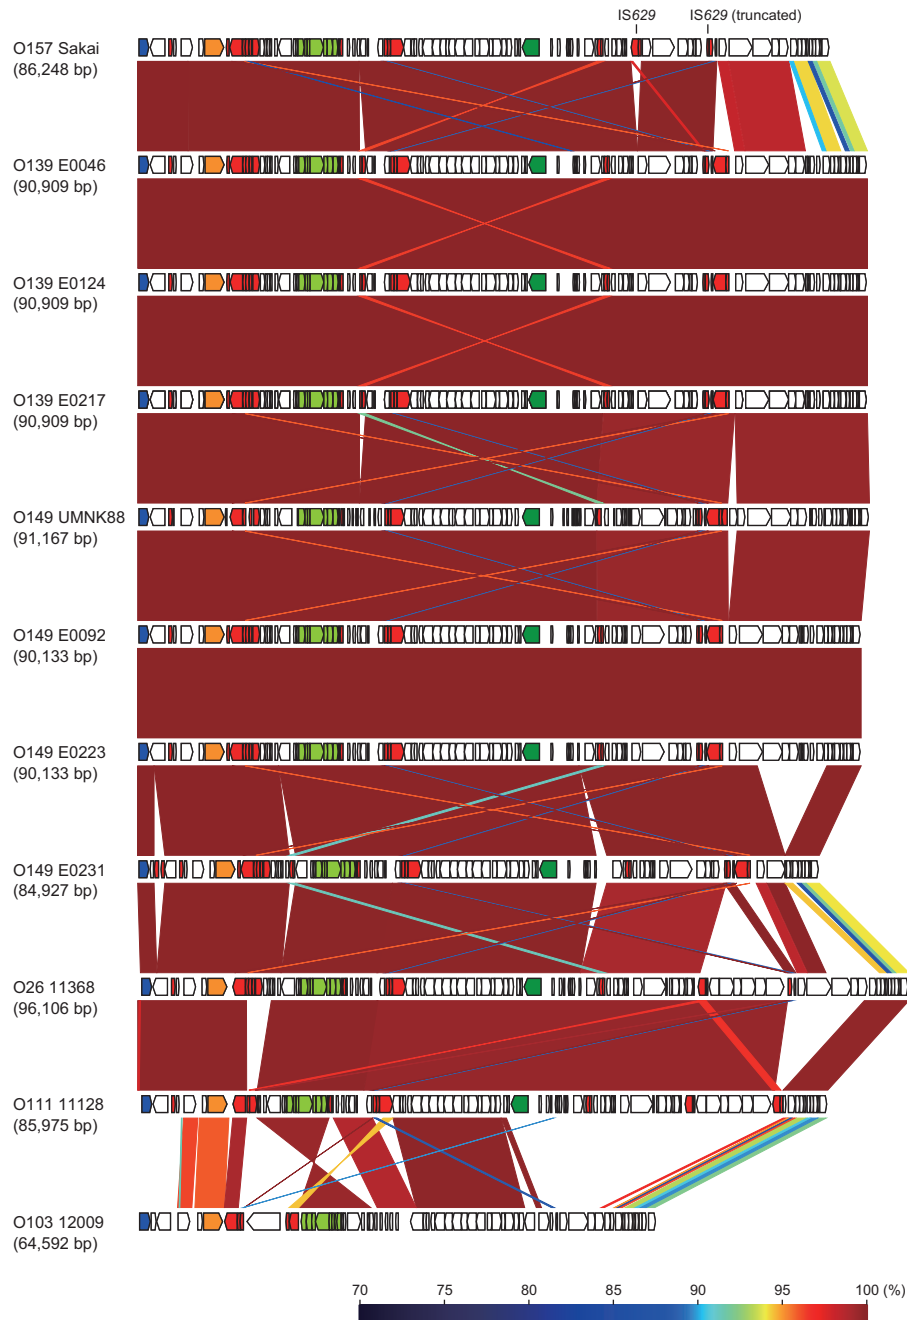 IS629 IS629 (truncated)
O157 Sakai
(86,248 bp)
O139 E0046
(90,909 bp)
O139 E0124
(90,909 bp)
O139 E0217
(90,909 bp)
O149 UMNK88
(91,167 bp)
O149 E0092
(90,133 bp)
O149 E0223
(90,133 bp)
O149 E0231
(84,927 bp)
O26 11368
(96,106 bp)
O111 11128
(85,975 bp)
O103 12009
(64,592 bp)
70 75 80 85 90 95 100 (%)